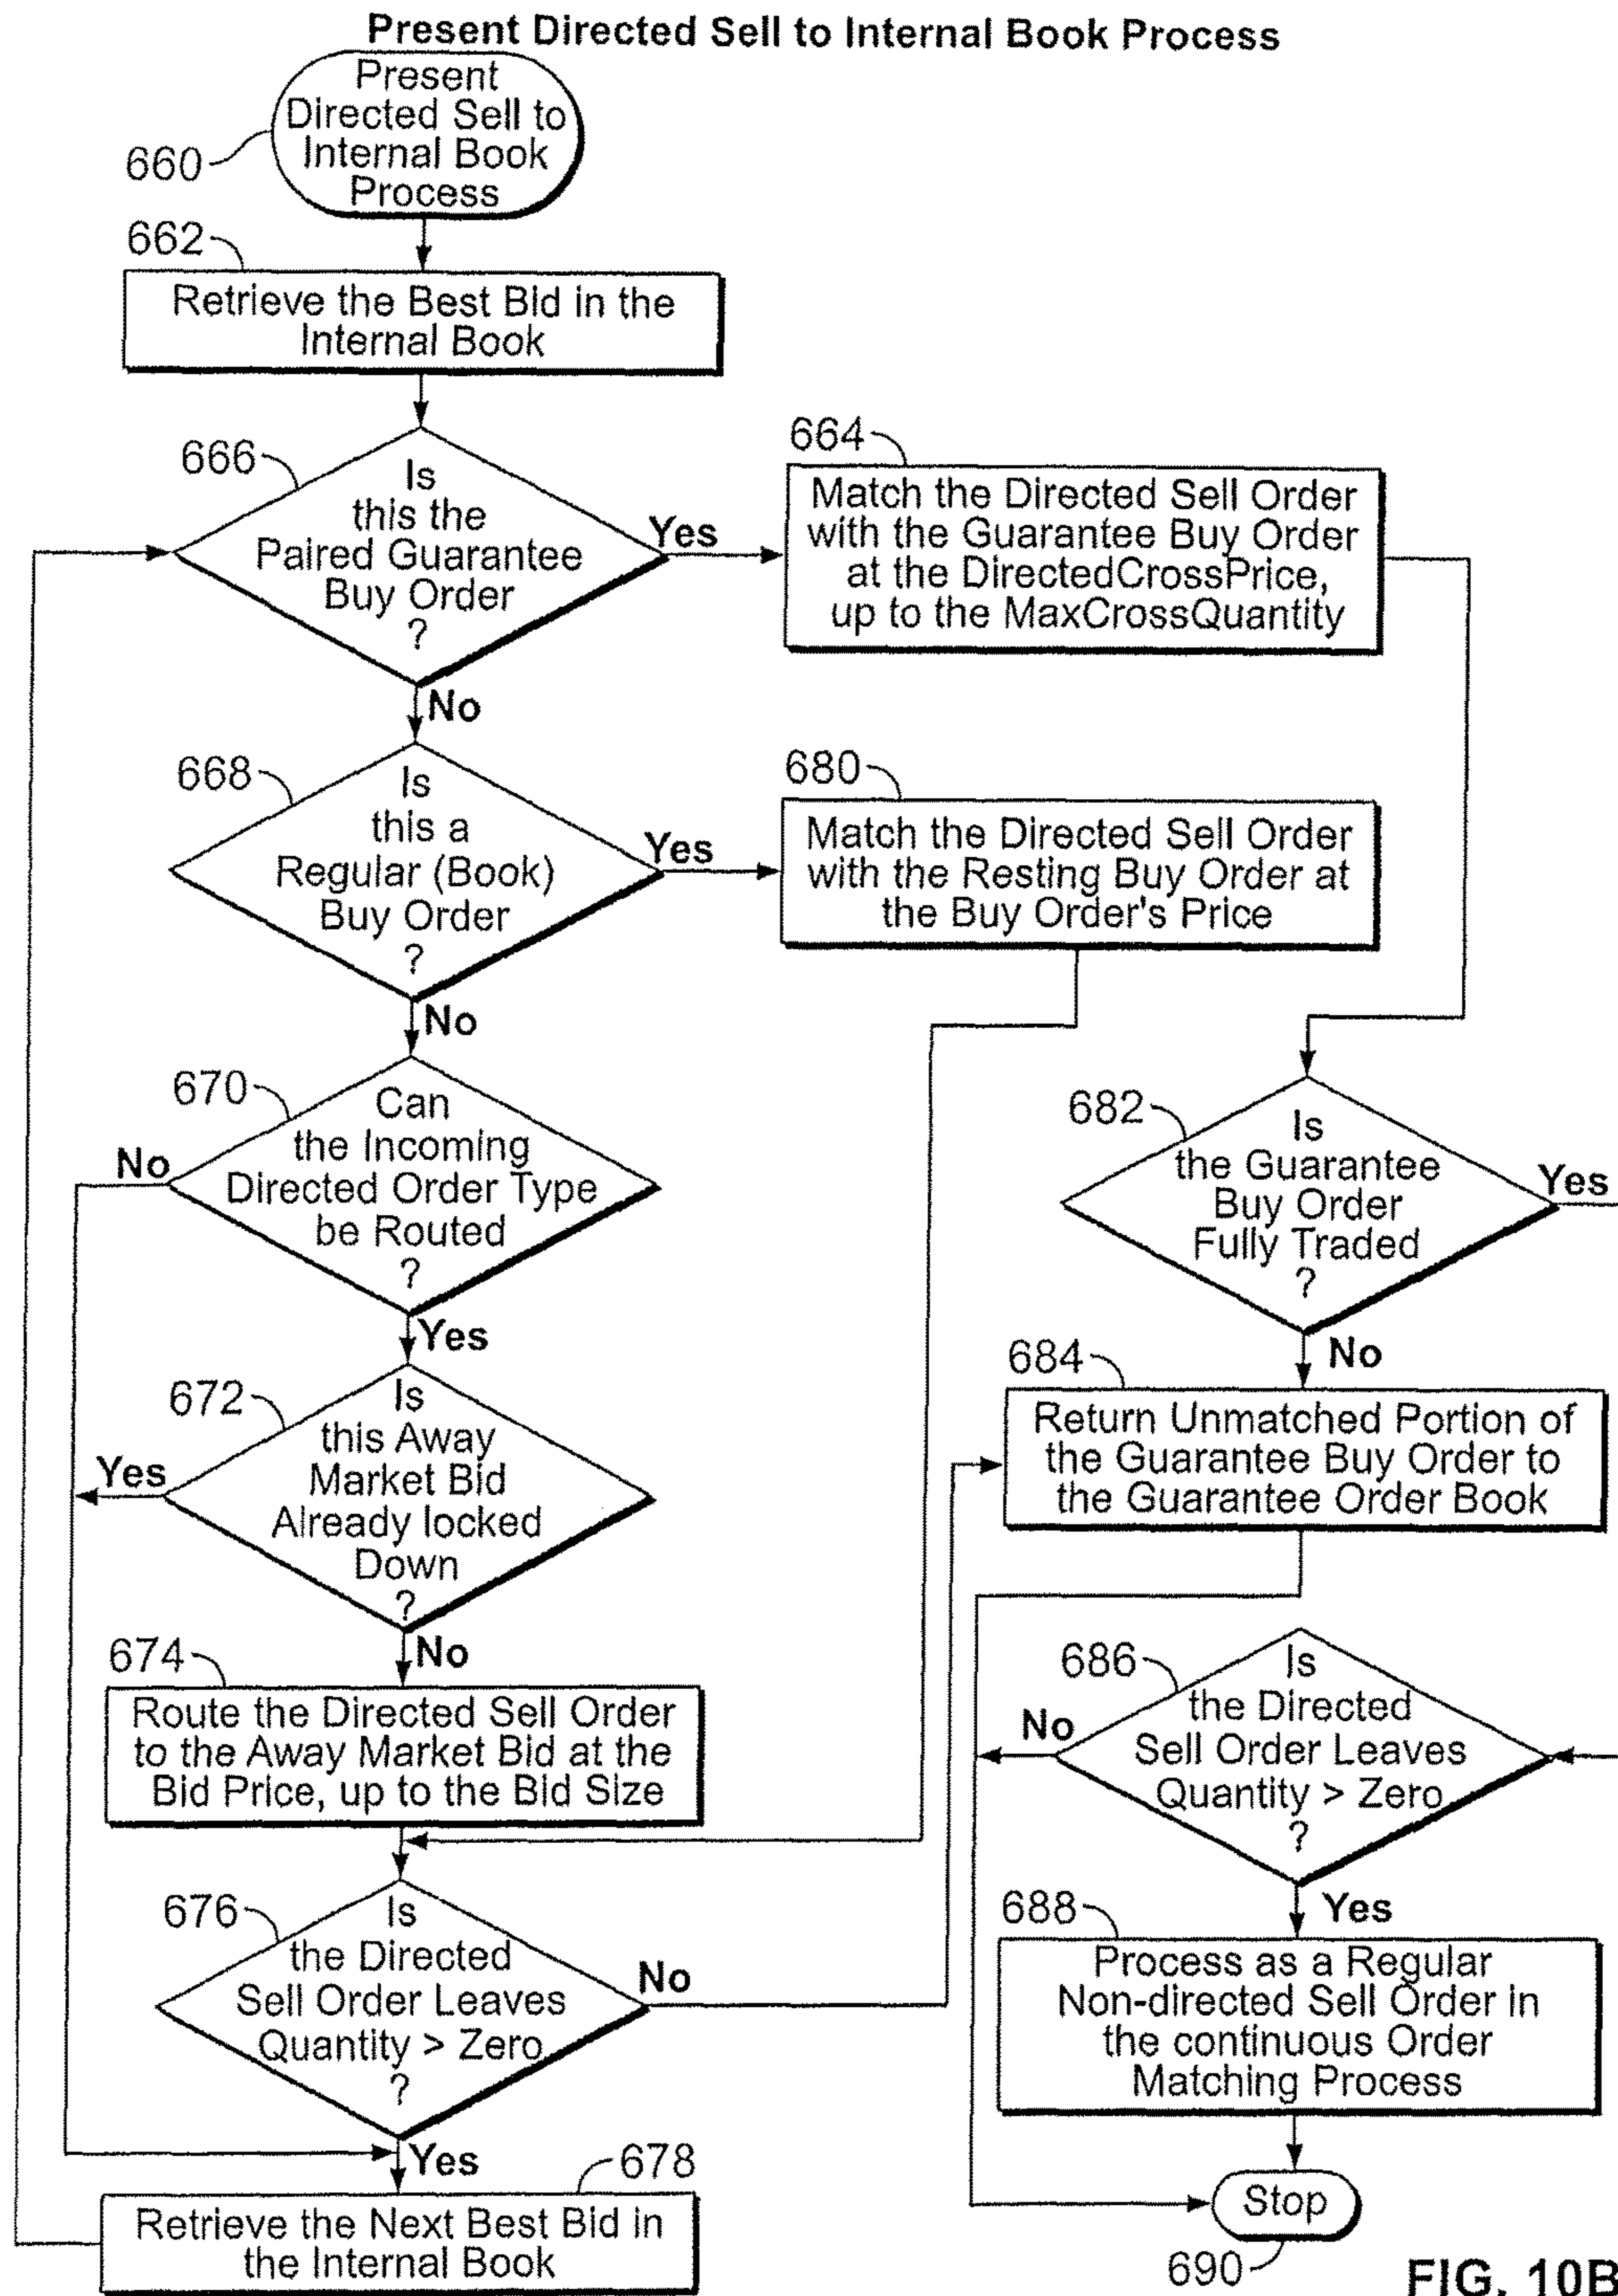 Present Directed Sell to Internal Book Process
Present
Directed Sell to
Internal Book
Process
660
662
Retrieve the Best Bid in the
Internal Book
666
Is
this the
Paired Guarantee
Buy Order
?
Yes
No
664
Match the Directed Sell Order
with the Guarantee Buy Order
at the DirectedCrossPrice,
up to the MaxCrossQuantity
668
Is
this a
Regular (Book)
Buy Order
?
Yes
No
680
Match the Directed Sell Order
with the Resting Buy Order at
the Buy Order's Price
670
Can
the Incoming
Directed Order Type
be Routed
?
No
Yes
682
Is
the Guarantee
Buy Order
Fully Traded
?
Yes
No
672
Is
this Away
Market Bid
Already locked
Down
?
Yes
No
684
Return Unmatched Portion of
the Guarantee Buy Order to
the Guarantee Order Book
674
Route the Directed Sell Order
to the Away Market Bid at the
Bid Price, up to the Bid Size
686
Is
the Directed
Sell Order Leaves
Quantity > Zero
?
No
Yes
676
Is
the Directed
Sell Order Leaves
Quantity > Zero
?
No
Yes
688
Process as a Regular
Non-directed Sell Order in
the continuous Order
Matching Process
678
Retrieve the Next Best Bid in
the Internal Book
Stop
690
FIG. 10B